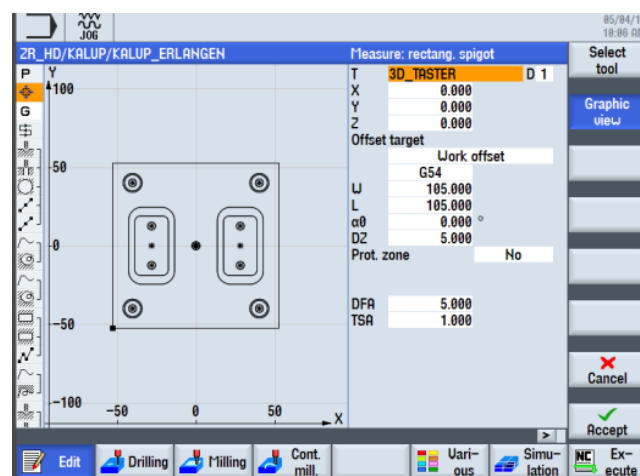 JOG
05/04/1
10:06 A
ZR_HD/KALUP/KALUP_ERLANGEN
Measure: rectang. spigot
Select
tool
P
G
Y
100
50
0
-50
-100
-50
0
50
X
T 3D_TASTER D 1
X 0.000
Y 0.000
Z 0.000
Offset target
Work offset
G54
W 105.000
L 105.000
α0 0.000 °
DZ 5.000
Prot. zone No
DFA 5.000
TSA 1.000
Graphic
view
Cancel
Accept
>
Edit
Drilling
Milling
Cont.
mill.
Vari-
ous
Simu-
lation
NC
Ex-
ecute